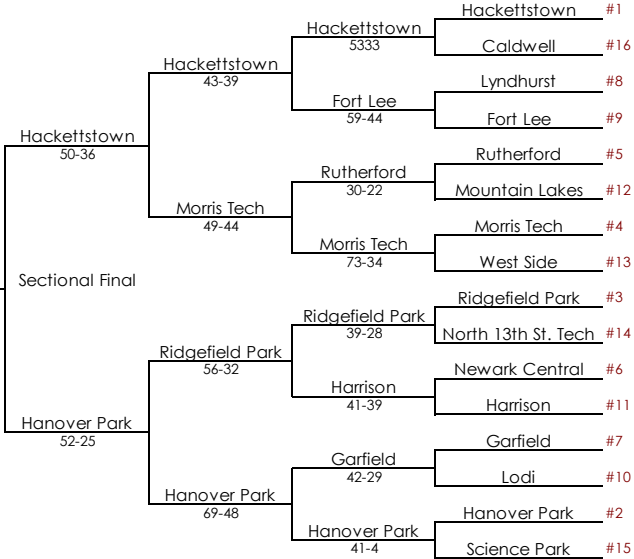 Hackettstown #1
Hackettstown
5333
Caldwell #16
Hackettstown
43-39
Lyndhurst #8
Fort Lee
59-44
Fort Lee #9
Hackettstown
50-36
Rutherford #5
Rutherford
30-22
Mountain Lakes #12
Morris Tech
49-44
Morris Tech #4
Morris Tech
73-34
West Side #13
Sectional Final
Ridgefield Park #3
Ridgefield Park
39-28
North 13th St. Tech #14
Ridgefield Park
56-32
Newark Central #6
Harrison
41-39
Harrison #11
Hanover Park
52-25
Garfield #7
Garfield
42-29
Lodi #10
Hanover Park
69-48
Hanover Park #2
Hanover Park
41-4
Science Park #15